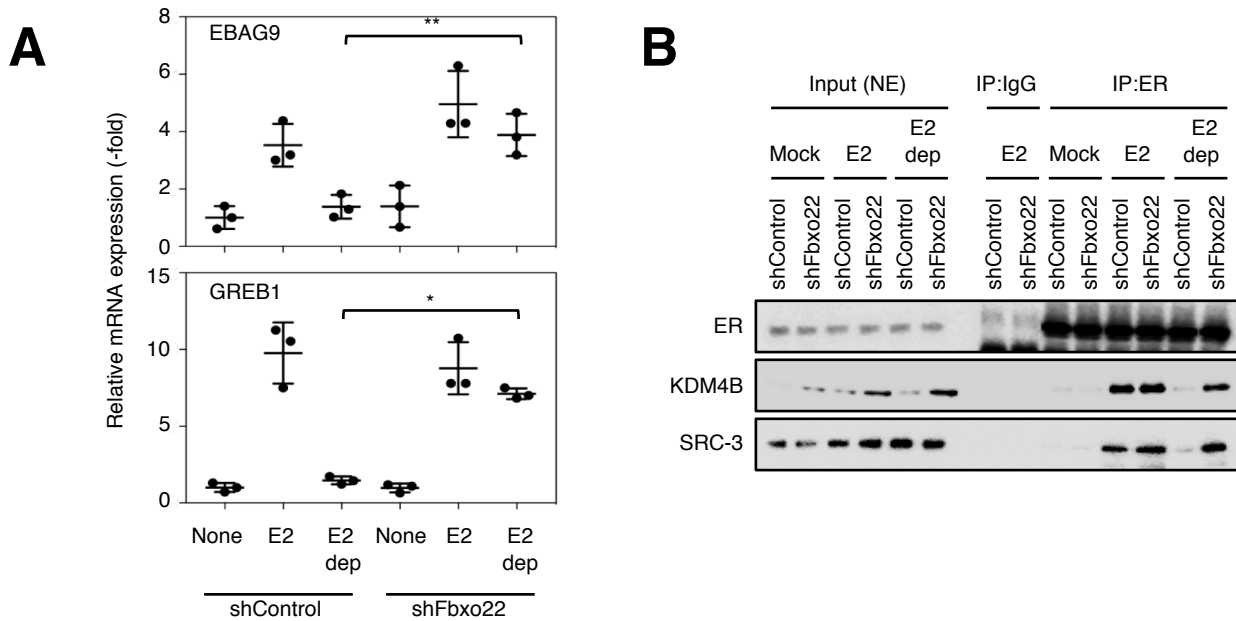 A
Relative mRNA expression (-fold)
EBAG9
**
8
6
4
2
0
GREB1
*
15
10
5
0
None E2 E2 dep None E2 E2 dep
shControl shFbxo22
B
Input (NE) IP:IgG IP:ER
Mock E2 E2 dep E2 Mock E2 E2 dep
shControl shFbxo22 shControl shFbxo22 shControl shFbxo22 shControl shFbxo22 shControl shFbxo22 shControl shFbxo22 shControl shFbxo22
ER
KDM4B
SRC-3